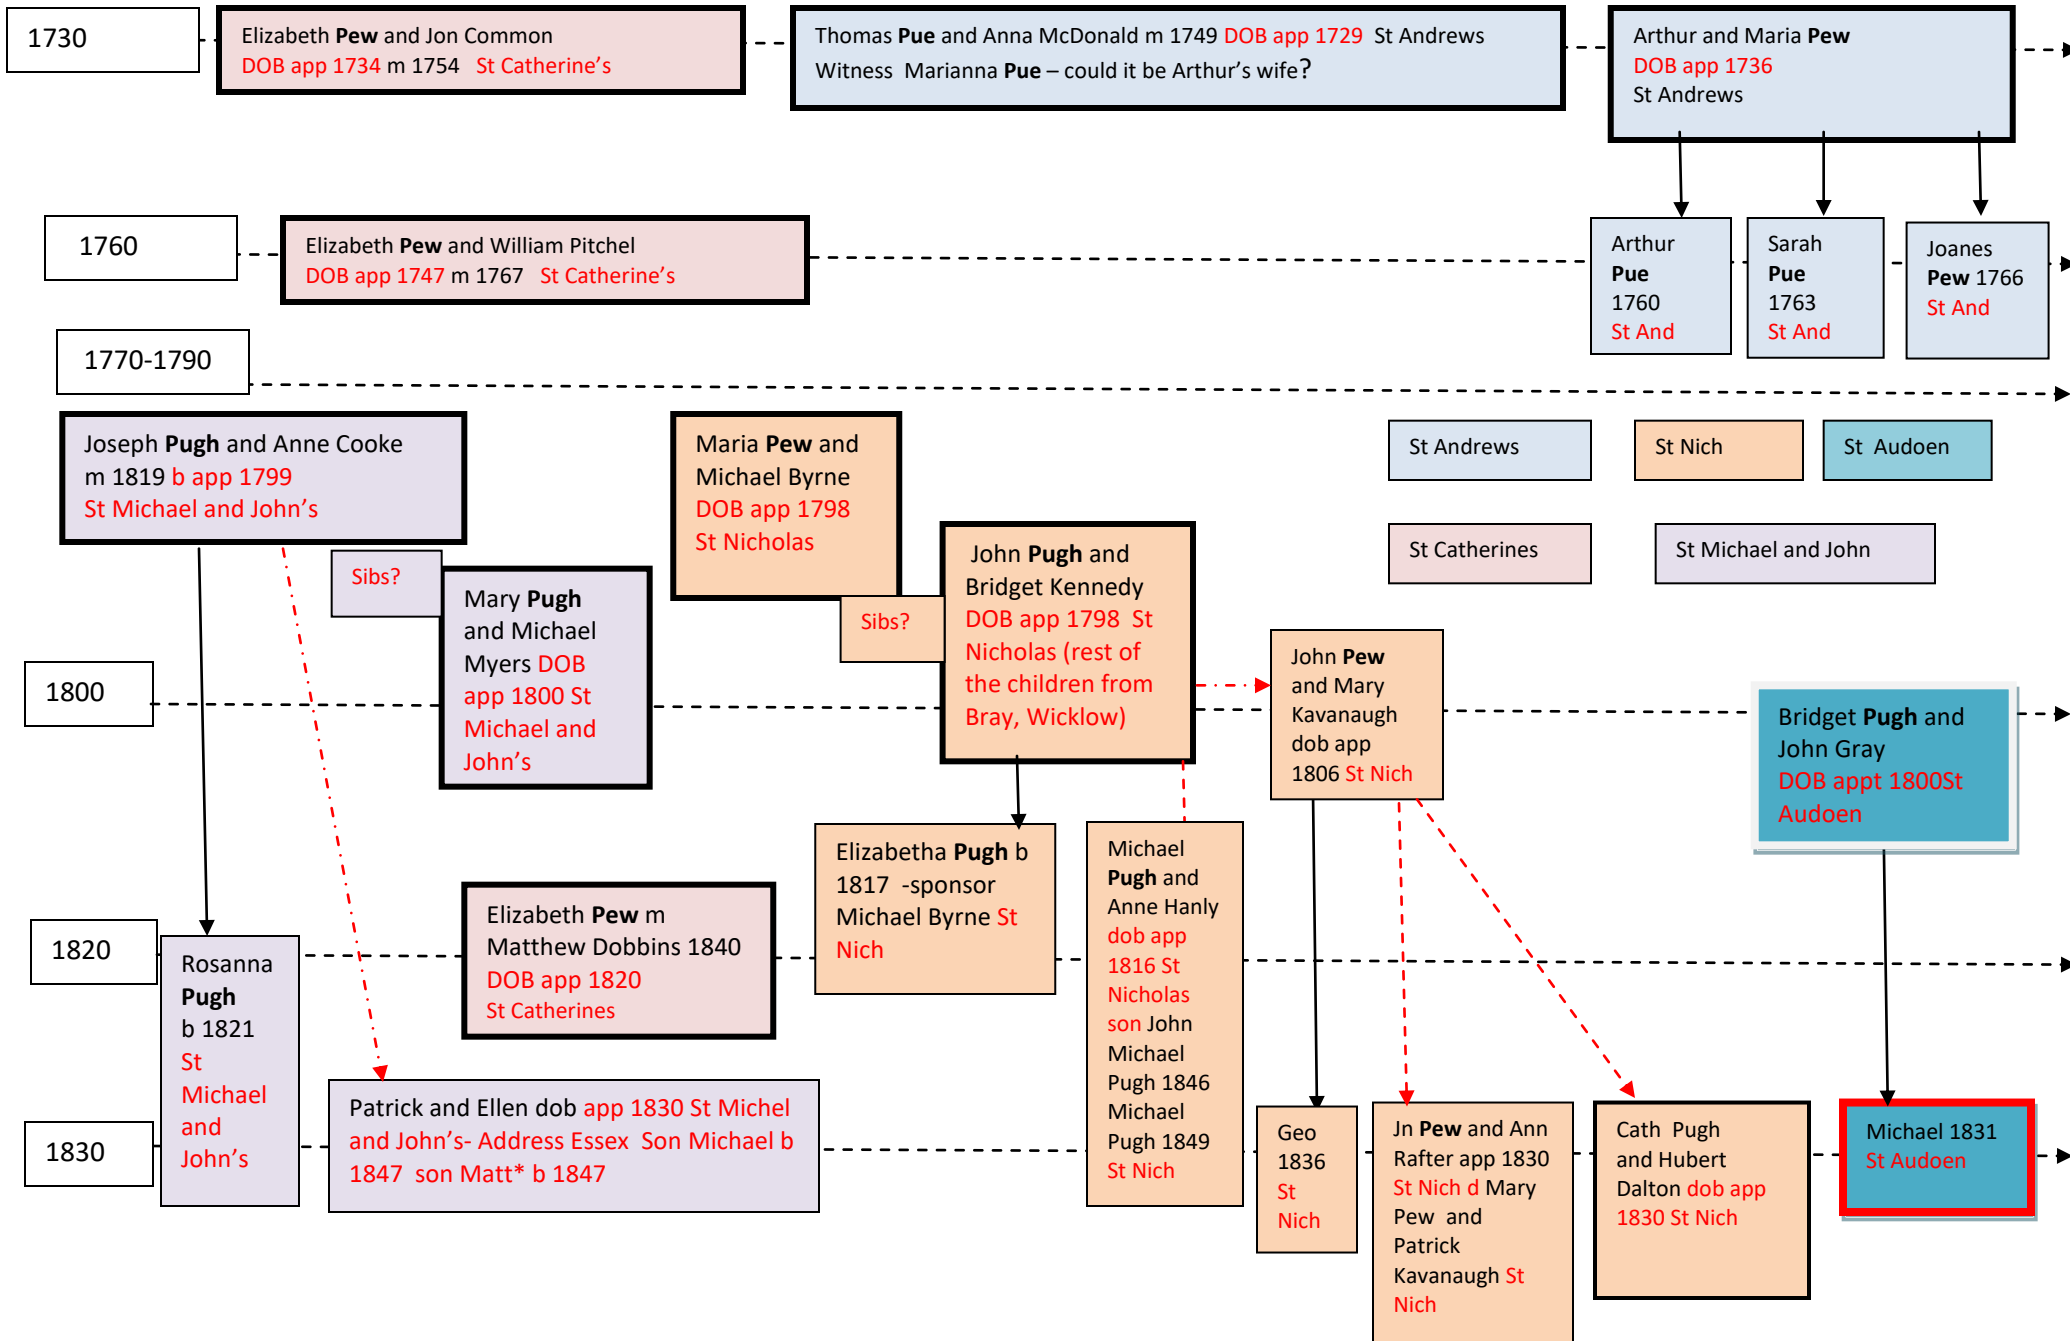 1730
Elizabeth Pew and Jon Common
DOB app 1734 m 1754 St Catherine's
Thomas Pue and Anna McDonald m 1749 DOB app 1729 St Andrews
Witness Marianna Pue – could it be Arthur's wife?
Arthur and Maria Pew
DOB app 1736
St Andrews
1760
Elizabeth Pew and William Pitchel
DOB app 1747 m 1767 St Catherine's
Arthur
Pue
1760
St And
Sarah
Pue
1763
St And
Joanes
Pew 1766
St And
1770-1790
Joseph Pugh and Anne Cooke
m 1819 b app 1799
St Michael and John's
Maria Pew and
Michael Byrne
DOB app 1798
St Nicholas
St Andrews
St Nich
St Audoen
St Catherines
St Michael and John
Sibs?
Mary Pugh
and Michael
Myers DOB
app 1800 St
Michael and
John's
Sibs?
John Pugh and
Bridget Kennedy
DOB app 1798 St
Nicholas (rest of
the children from
Bray, Wicklow)
John Pew
and Mary
Kavanaugh
dob app
1806 St Nich
1800
Bridget Pugh and
John Gray
DOB appt 1800St
Audoen
Elizabetha Pugh b
1817 -sponsor
Michael Byrne St
Nich
Michael
Pugh and
Anne Hanly
dob app
1816 St
Nicholas
son John
Michael
Pugh 1846
Michael
Pugh 1849
St Nich
1820
Rosanna
Pugh
b 1821
St
Michael
and
John's
Elizabeth Pew m
Matthew Dobbins 1840
DOB app 1820
St Catherines
1830
Patrick and Ellen dob app 1830 St Michel
and John's- Address Essex Son Michael b
1847 son Matt* b 1847
Geo
1836
St
Nich
Jn Pew and Ann
Rafter app 1830
St Nich d Mary
Pew and
Patrick
Kavanaugh St
Nich
Cath Pugh
and Hubert
Dalton dob app
1830 St Nich
Michael 1831
St Audoen